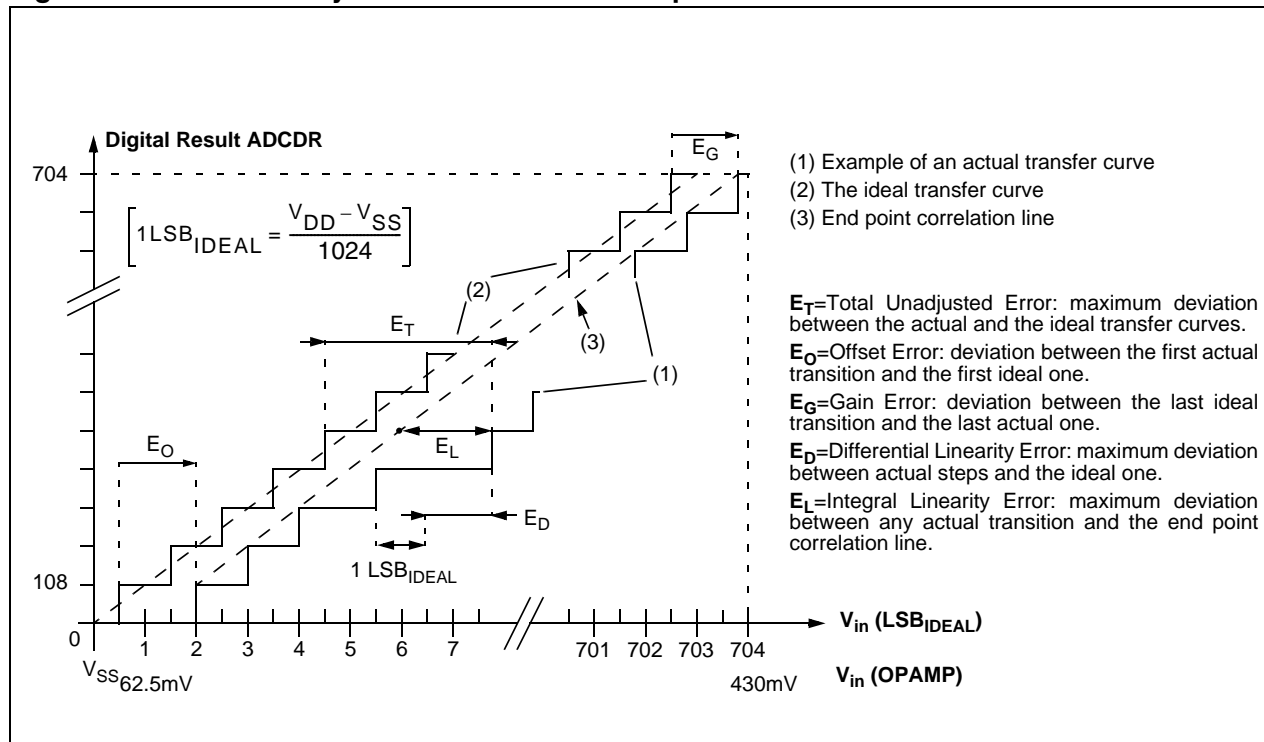 Digital Result ADCDR
704
[1LSB_IDEAL = (V_DD – V_SS) / 1024]
E_G
(1) Example of an actual transfer curve
(2) The ideal transfer curve
(3) End point correlation line
(2)
E_T
(3)
(1)
E_O
E_L
E_D
1 LSB_IDEAL
108
E_T=Total Unadjusted Error: maximum deviation
between the actual and the ideal transfer curves.
E_O=Offset Error: deviation between the first actual
transition and the first ideal one.
E_G=Gain Error: deviation between the last ideal
transition and the last actual one.
E_D=Differential Linearity Error: maximum deviation
between actual steps and the ideal one.
E_L=Integral Linearity Error: maximum deviation
between any actual transition and the end point
correlation line.
0 1 2 3 4 5 6 7 701 702 703 704
V_in (LSB_IDEAL)
V_SS 62.5mV 430mV V_in (OPAMP)